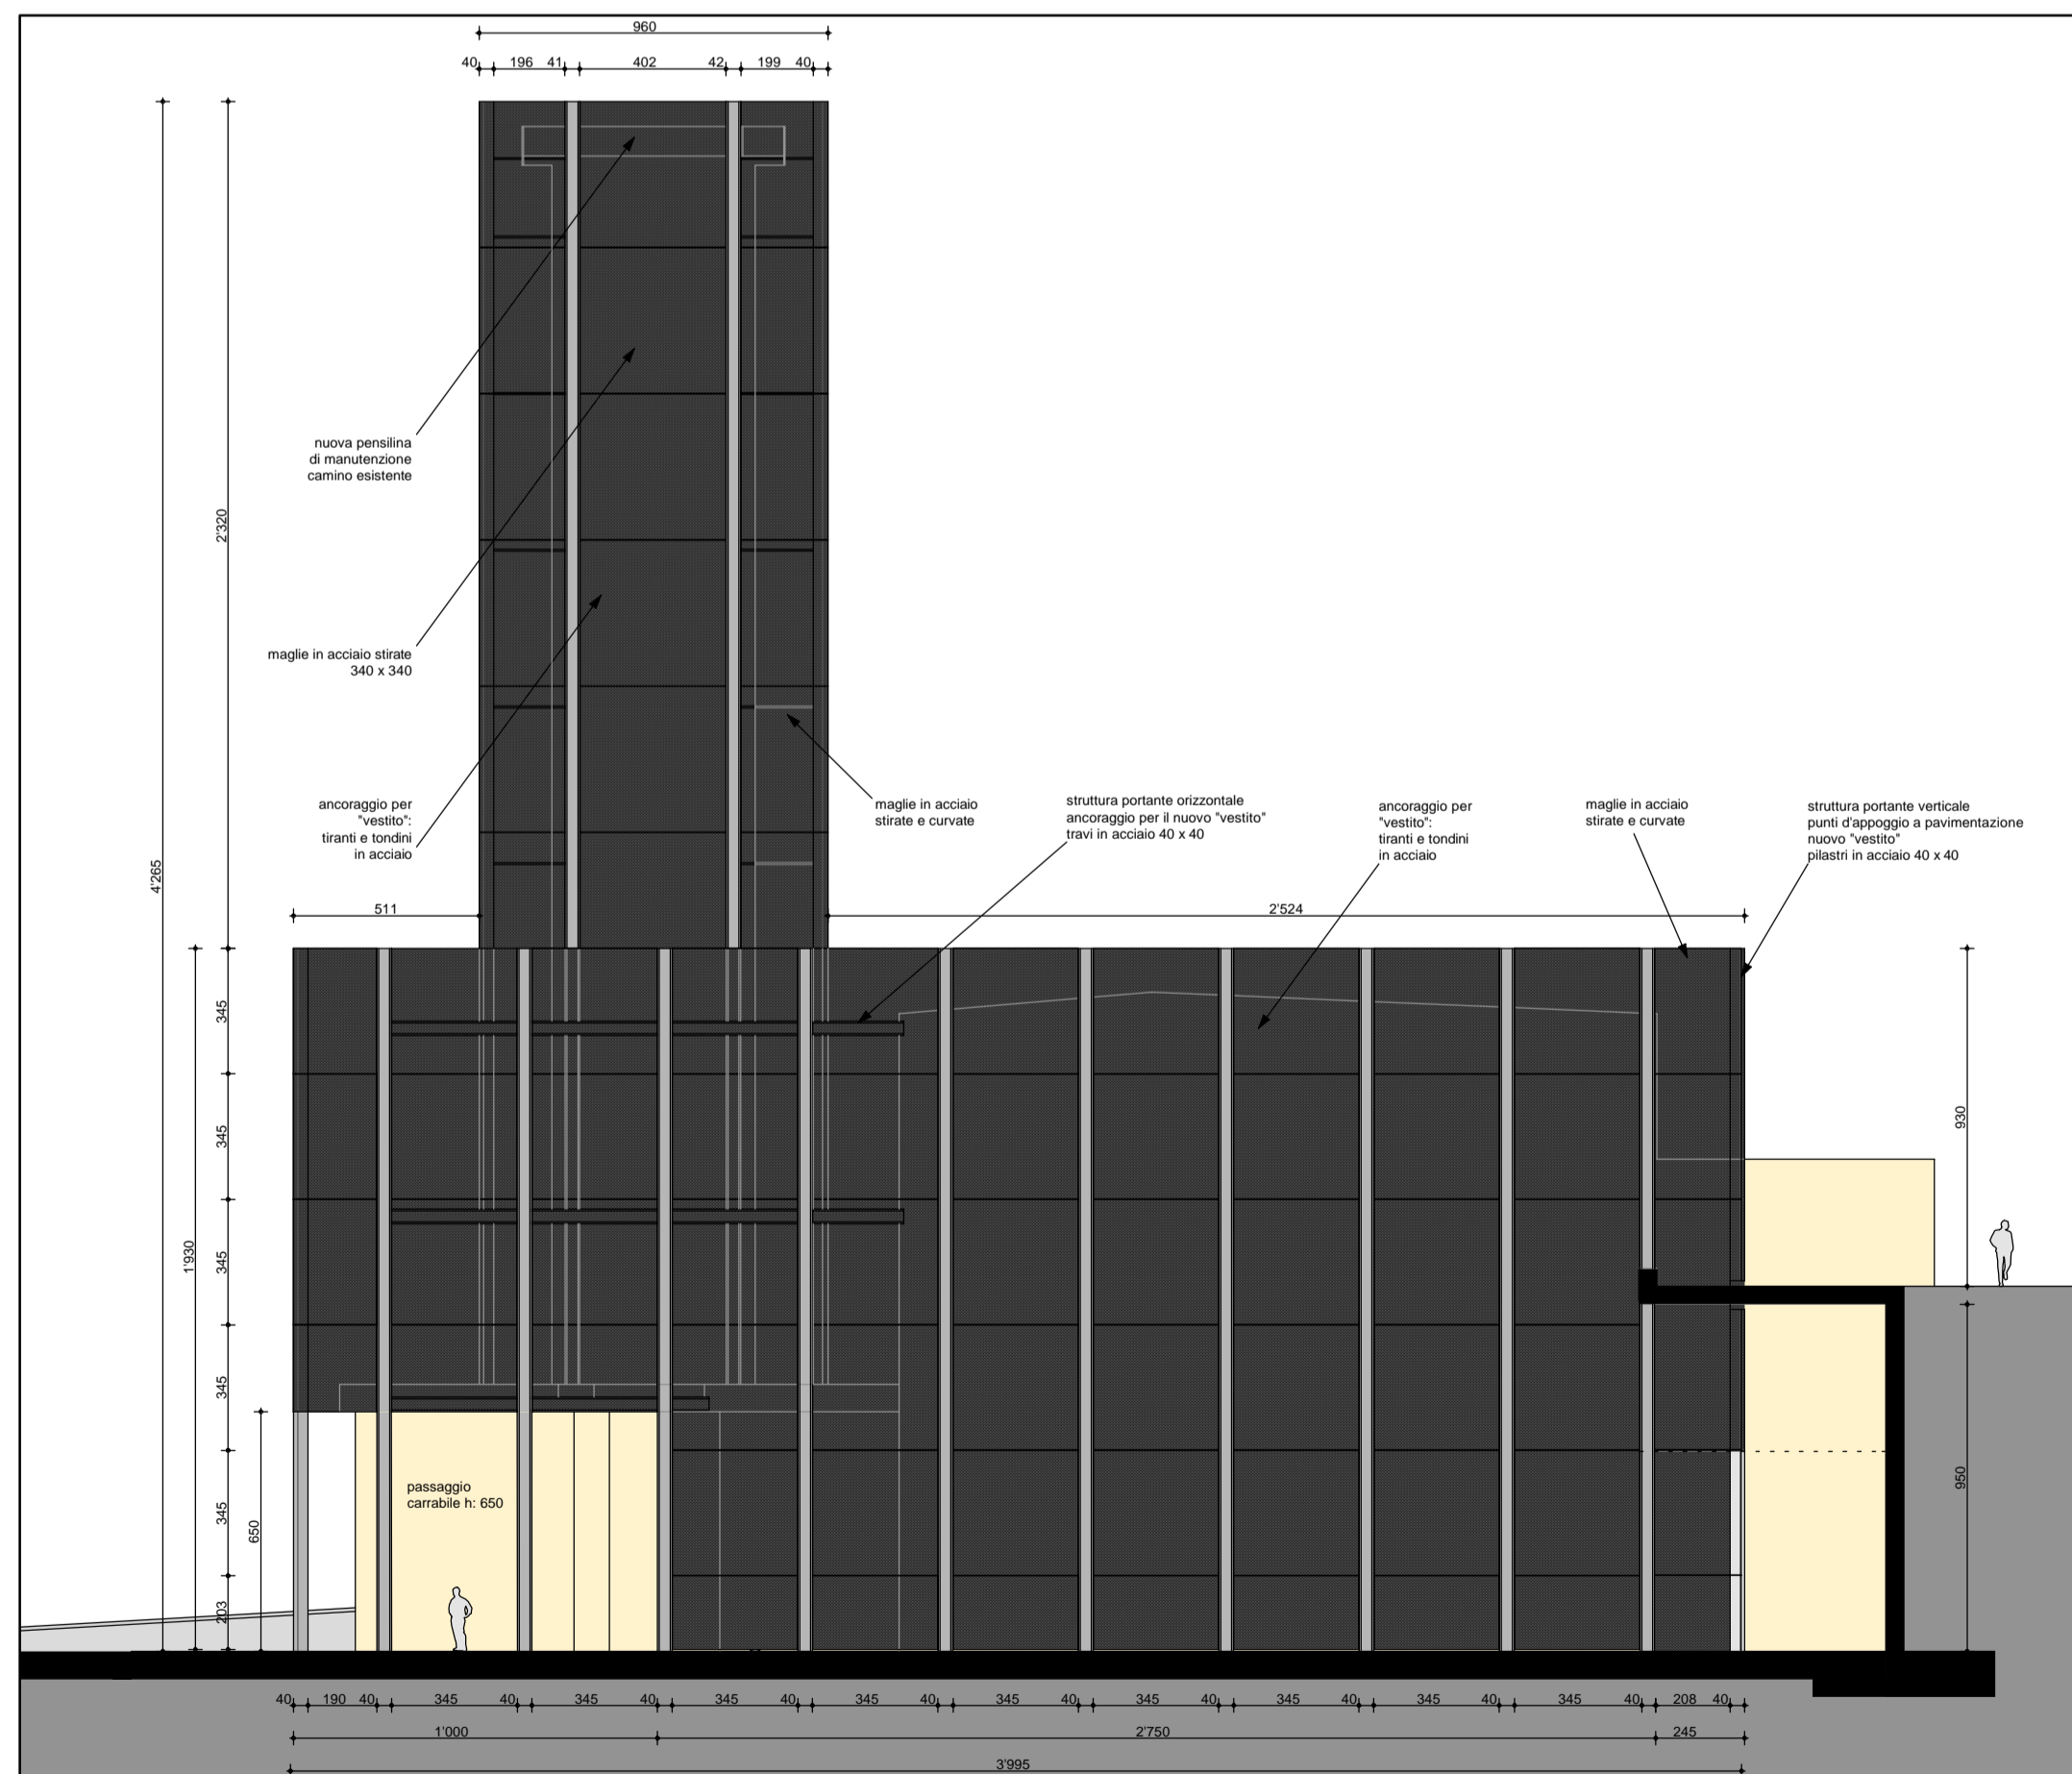 960
40 196 41 402 42 199 40
nuova pensilina
di manutenzione
camino esistente
2'320
maglie in acciaio stirate
340 x 340
ancoraggio per
"vestito":
tiranti e tondini
in acciaio
maglie in acciaio
stirate e curvate
struttura portante orizzontale
ancoraggio per il nuovo "vestito"
travi in acciaio 40 x 40
ancoraggio per
"vestito":
tiranti e tondini
in acciaio
maglie in acciaio
stirate e curvate
struttura portante verticale
punti d'appoggio a pavimentazione
nuovo "vestito"
pilastri in acciaio 40 x 40
4'265
511
2'524
345
345
930
1'930
345
345
345
650
203
950
passaggio
carrabile h: 650
40 190 40 345 40 345 40 345 40 345 40 345 40 345 40 345 40 345 40 345 40 208 40
1'000 2'750 245
3'995